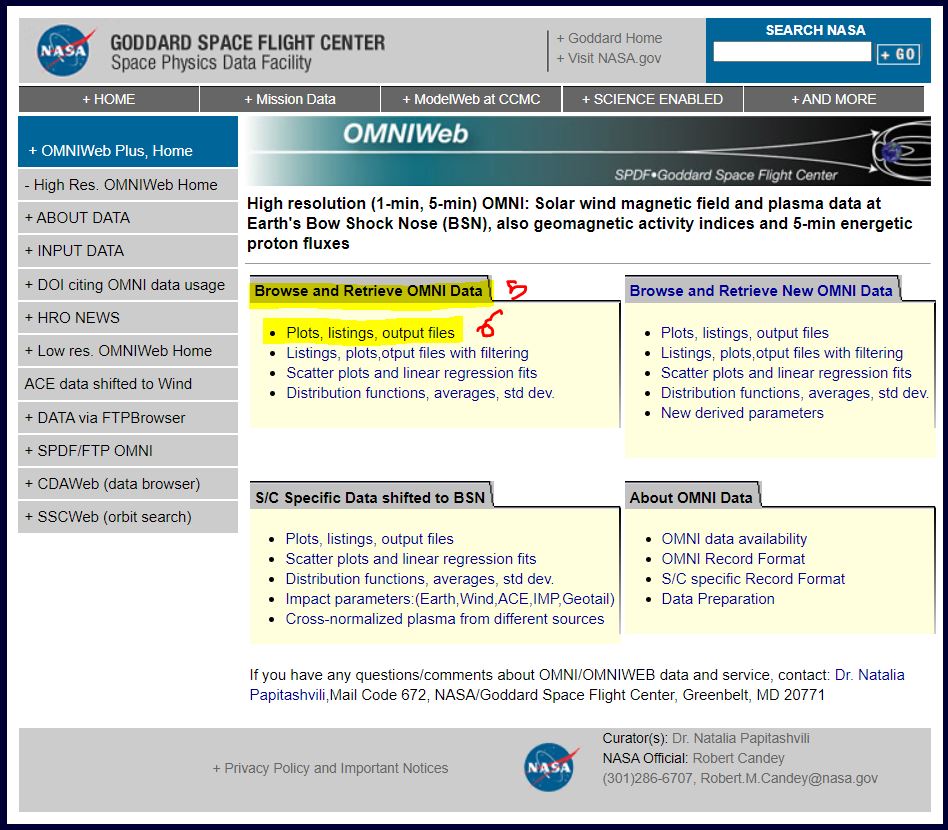 NASA
GODDARD SPACE FLIGHT CENTER
Space Physics Data Facility
+ Goddard Home
+ Visit NASA.gov
SEARCH NASA
+ GO
+ HOME
+ Mission Data
+ ModelWeb at CCMC
+ SCIENCE ENABLED
+ AND MORE
+ OMNIWeb Plus, Home
- High Res. OMNIWeb Home
+ ABOUT DATA
+ INPUT DATA
+ DOI citing OMNI data usage
+ HRO NEWS
+ Low res. OMNIWeb Home
ACE data shifted to Wind
+ DATA via FTPBrowser
+ SPDF/FTP OMNI
+ CDAWeb (data browser)
+ SSCWeb (orbit search)
OMNIWeb
SPDF•Goddard Space Flight Center
High resolution (1-min, 5-min) OMNI: Solar wind magnetic field and plasma data at
Earth's Bow Shock Nose (BSN), also geomagnetic activity indices and 5-min energetic
proton fluxes
Browse and Retrieve OMNI Data
5
• Plots, listings, output files
6
• Listings, plots,otput files with filtering
• Scatter plots and linear regression fits
• Distribution functions, averages, std dev.
Browse and Retrieve New OMNI Data
• Plots, listings, output files
• Listings, plots,otput files with filtering
• Scatter plots and linear regression fits
• Distribution functions, averages, std dev.
• New derived parameters
S/C Specific Data shifted to BSN
• Plots, listings, output files
• Scatter plots and linear regression fits
• Distribution functions, averages, std dev.
• Impact parameters:(Earth,Wind,ACE,IMP,Geotail)
• Cross-normalized plasma from different sources
About OMNI Data
• OMNI data availability
• OMNI Record Format
• S/C specific Record Format
• Data Preparation
If you have any questions/comments about OMNI/OMNIWEB data and service, contact: Dr. Natalia
Papitashvili,Mail Code 672, NASA/Goddard Space Flight Center, Greenbelt, MD 20771
+ Privacy Policy and Important Notices
NASA
Curator(s): Dr. Natalia Papitashvili
NASA Official: Robert Candey
(301)286-6707, Robert.M.Candey@nasa.gov